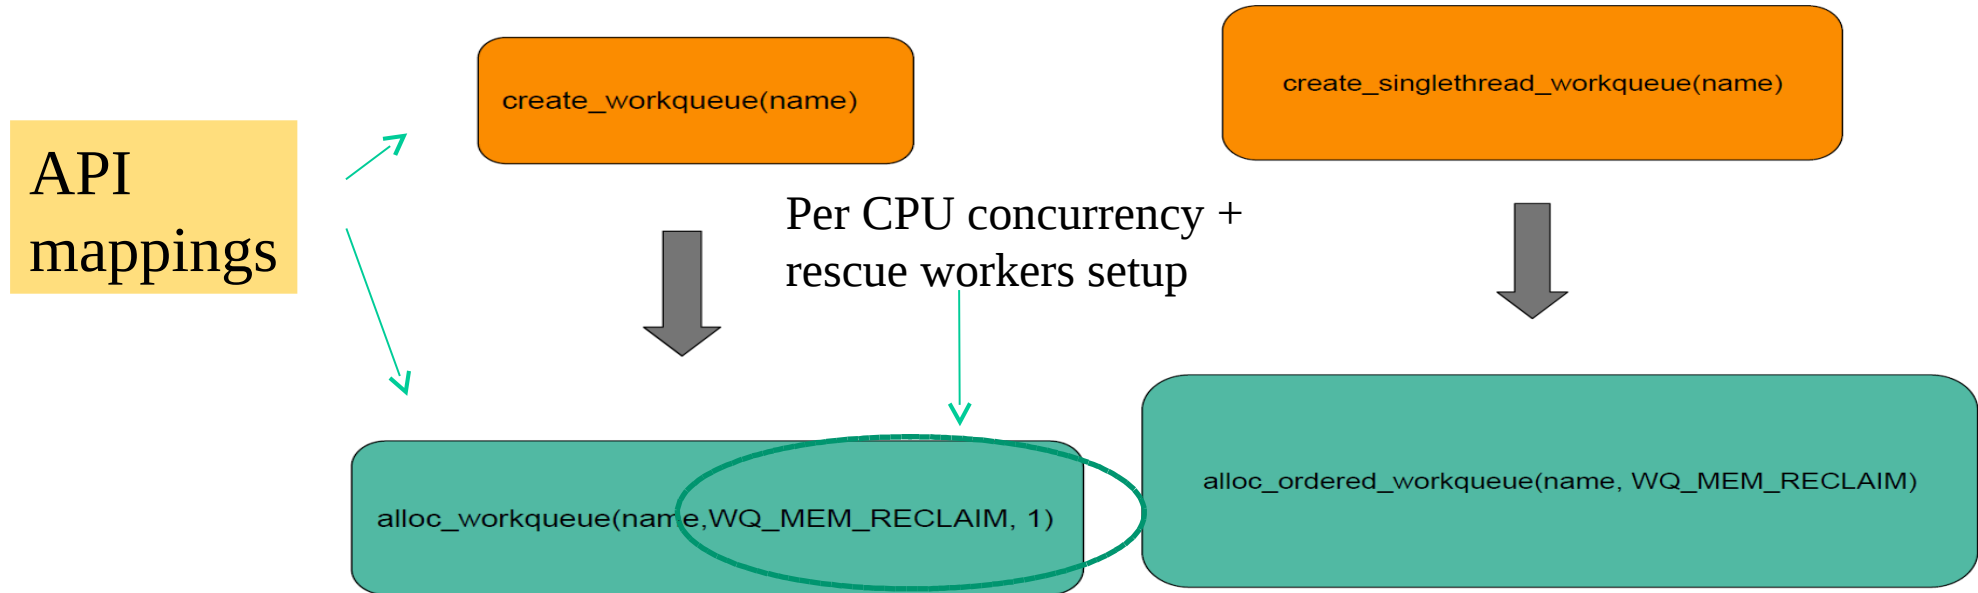 create_workqueue(name)
create_singlethread_workqueue(name)
API
mappings
Per CPU concurrency +
rescue workers setup
alloc_workqueue(name,WQ_MEM_RECLAIM, 1)
alloc_ordered_workqueue(name, WQ_MEM_RECLAIM)